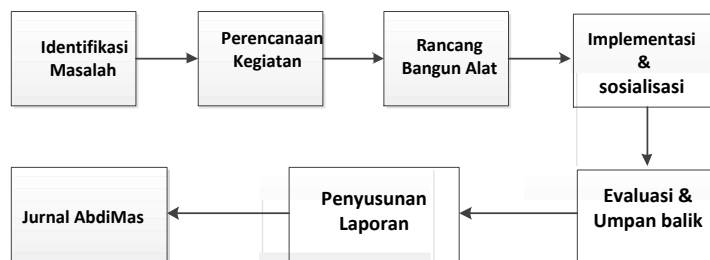 Identifikasi
Masalah
Perencanaan
Kegiatan
Rancang
Bangun Alat
Implementasi
&
sosialisasi
Evaluasi &
Umpan balik
Penyusunan
Laporan
Jurnal AbdiMas